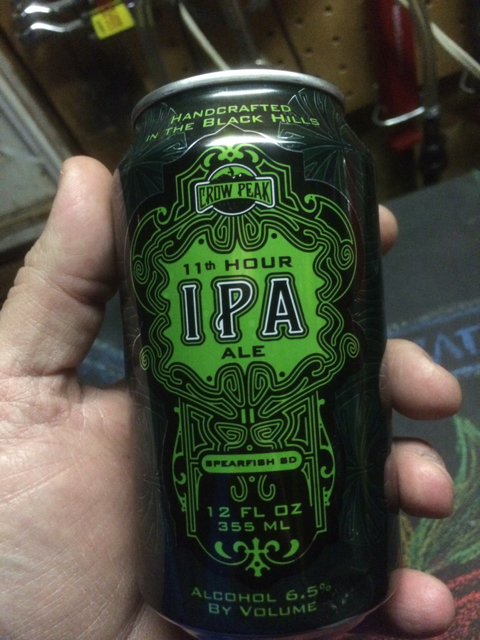 HANDCRAFTED
IN THE BLACK HILLS
CROW PEAK
11th HOUR
IPA
ALE
SPEARFISH SD
12 FL OZ
355 ML
ALCOHOL 6.5%
BY VOLUME